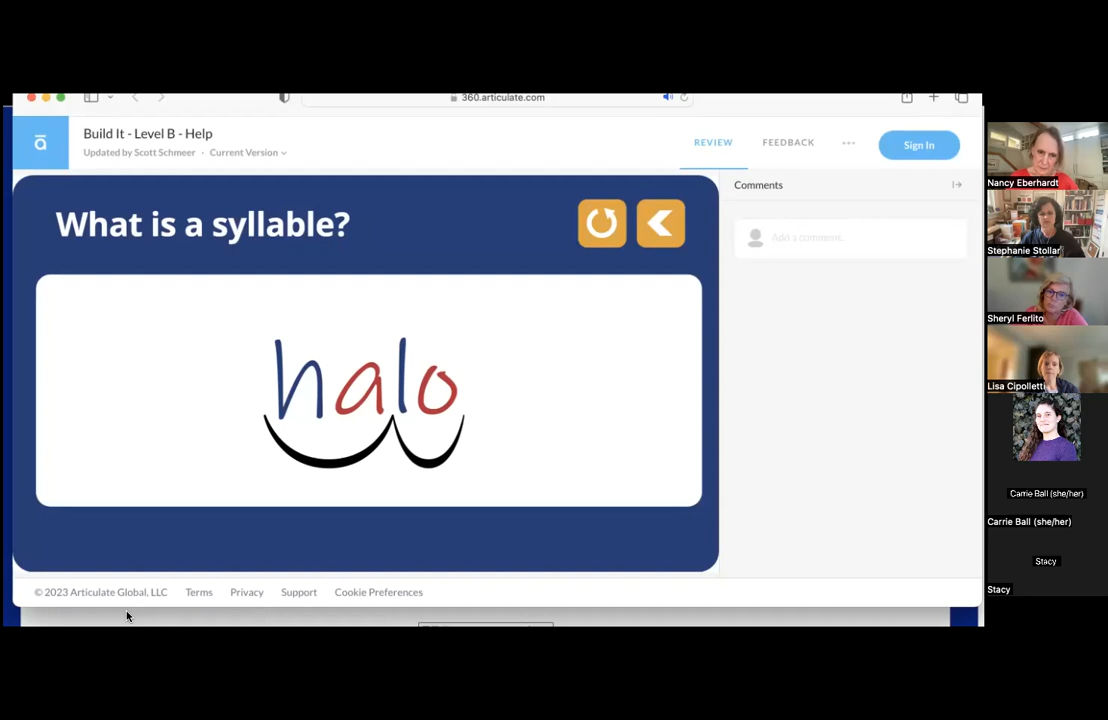 360.articulate.com
ā
Build It - Level B - Help
Updated by Scott Schmeer · Current Version
REVIEW
FEEDBACK
Sign In
What is a syllable?
halo
Comments
Add a comment.
© 2023 Articulate Global, LLC
Terms
Privacy
Support
Cookie Preferences
Nancy Eberhardt
Stephanie Stollar
Sheryl Ferlito
Lisa Cipolletti
Carrie Ball (she/her)
Carrie Ball (she/her)
Stacy
Stacy